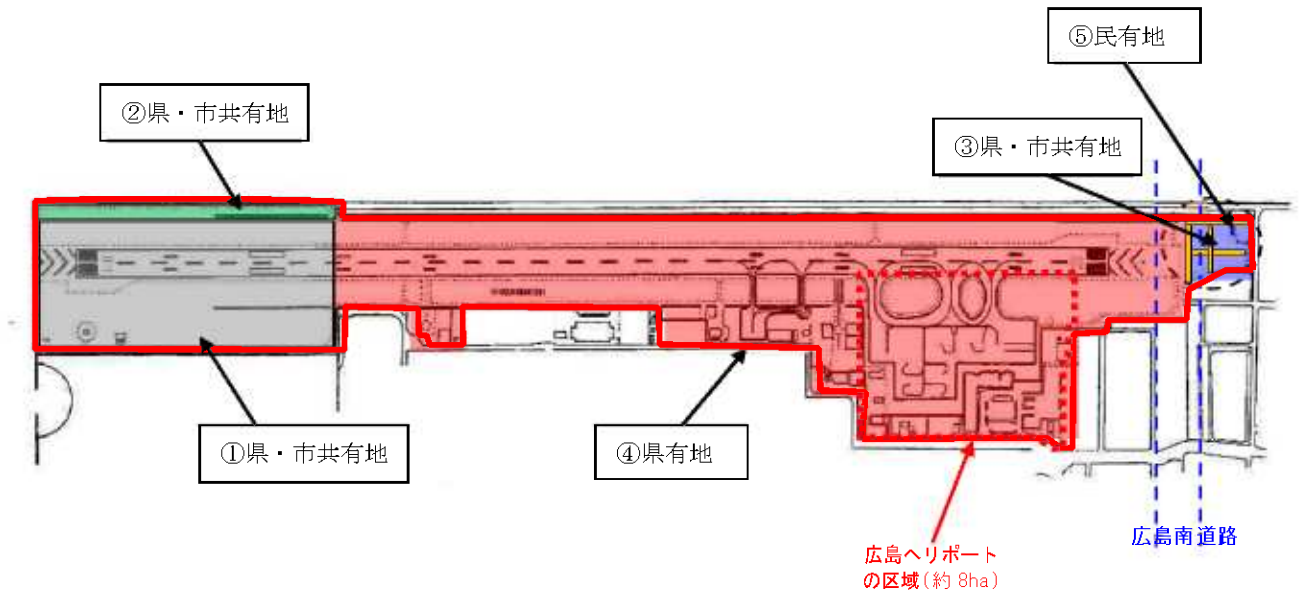 ⑤民有地
②県・市共有地
③県・市共有地
①県・市共有地
④県有地
広島南道路
広島ヘリポート
の区域(約 8ha)